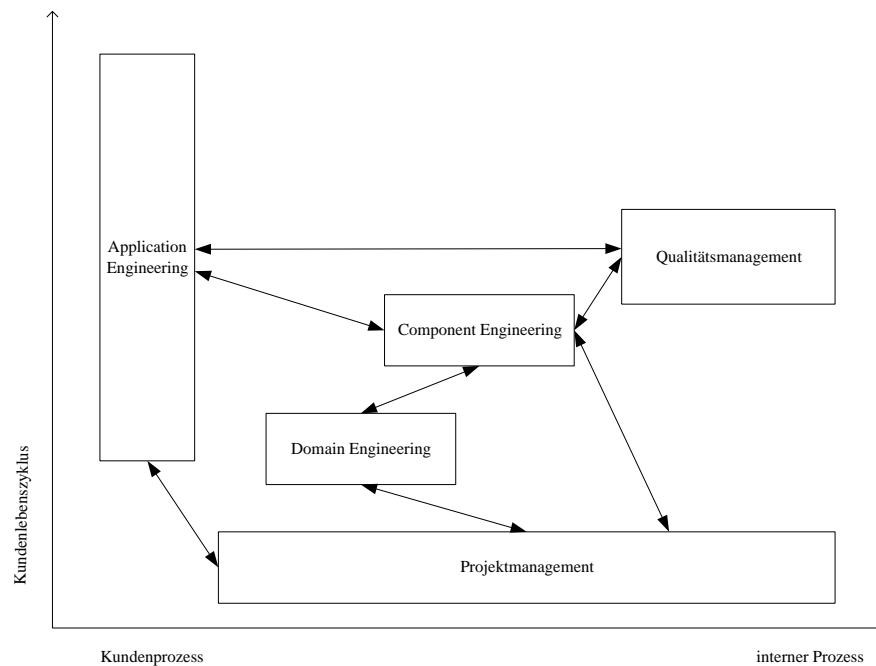 Application
Engineering
Qualitätsmanagement
Component Engineering
Domain Engineering
Projektmanagement
Kundenlebenszyklus
Kundenprozess
interner Prozess